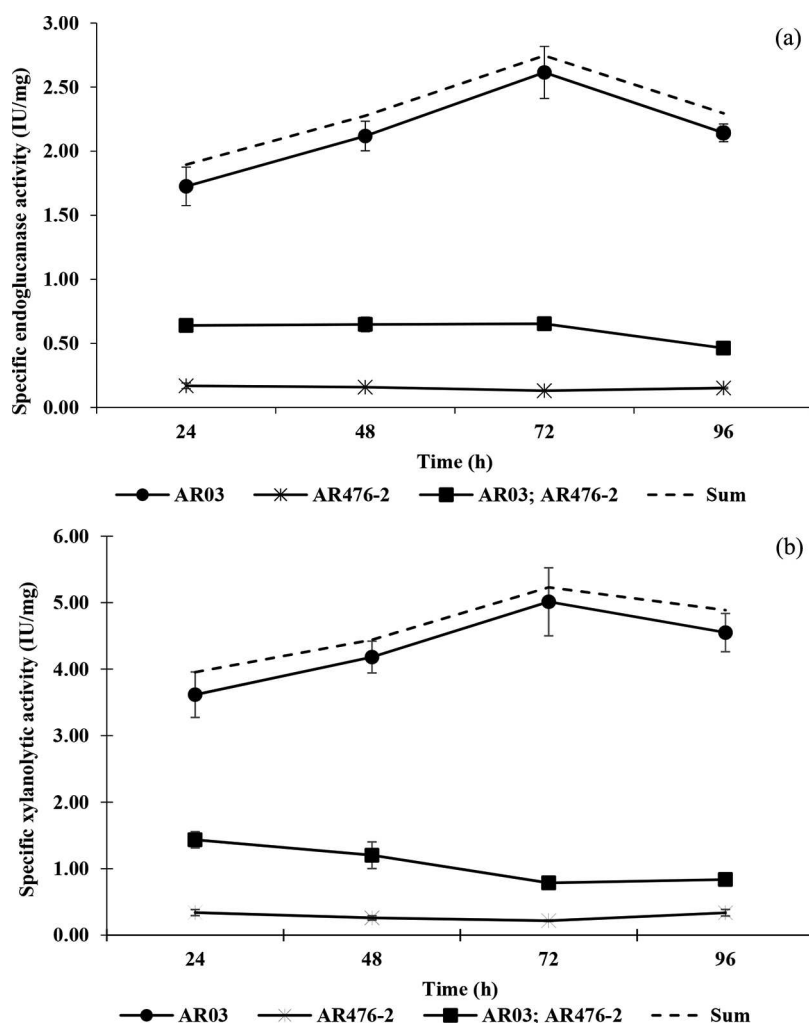 (a)
Specific endoglucanase activity (IU/mg)
3.00
2.50
2.00
1.50
1.00
0.50
0.00
24 48 72 96
Time (h)
AR03 AR476-2 AR03; AR476-2 Sum
(b)
Specific xylanolytic activity (IU/mg)
6.00
5.00
4.00
3.00
2.00
1.00
0.00
24 48 72 96
Time (h)
AR03 AR476-2 AR03; AR476-2 Sum